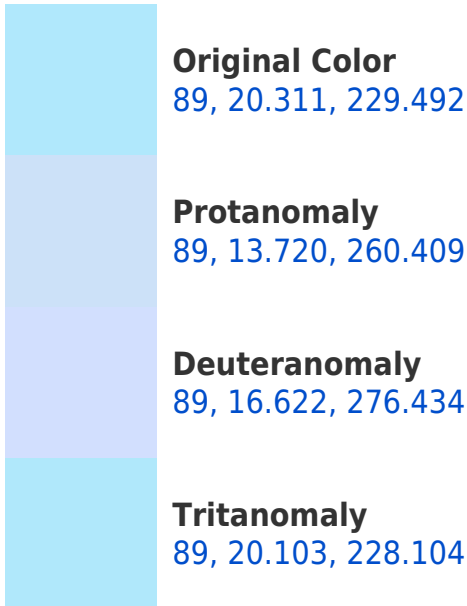 Original Color
89, 20.311, 229.492
Protanomaly
89, 13.720, 260.409
Deuteranomaly
89, 16.622, 276.434
Tritanomaly
89, 20.103, 228.104